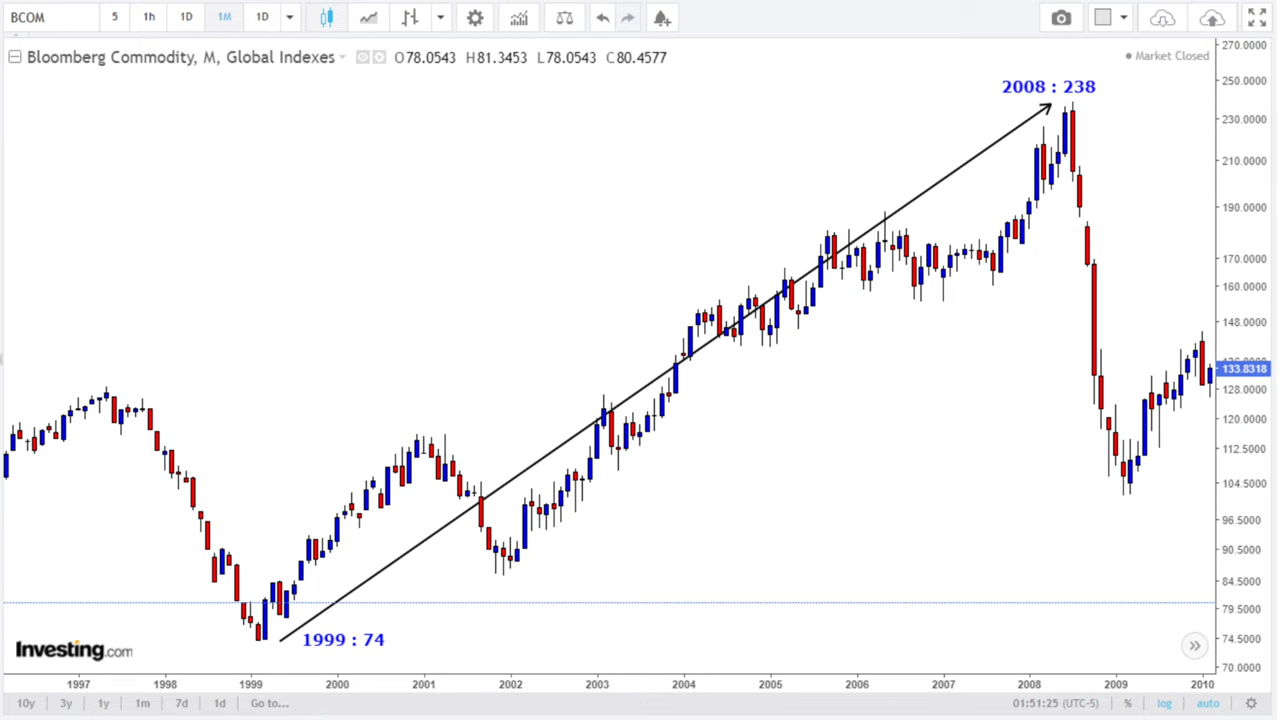 BCOM 5 1h 1D 1M 1D
Bloomberg Commodity, M, Global Indexes O78.0543 H81.3453 L78.0543 C80.4577
Market Closed
270.0000
250.0000
2008 : 238
230.0000
210.0000
190.0000
170.0000
160.0000
148.0000
133.8318
128.0000
120.0000
112.5000
104.5000
96.5000
90.5000
84.5000
79.5000
1999 : 74
74.5000
Investing.com
70.0000
1997 1998 1999 2000 2001 2002 2003 2004 2005 2006 2007 2008 2009 2010
10y 3y 1y 1m 7d 1d Go to... 01:51:25 (UTC-5) % log auto